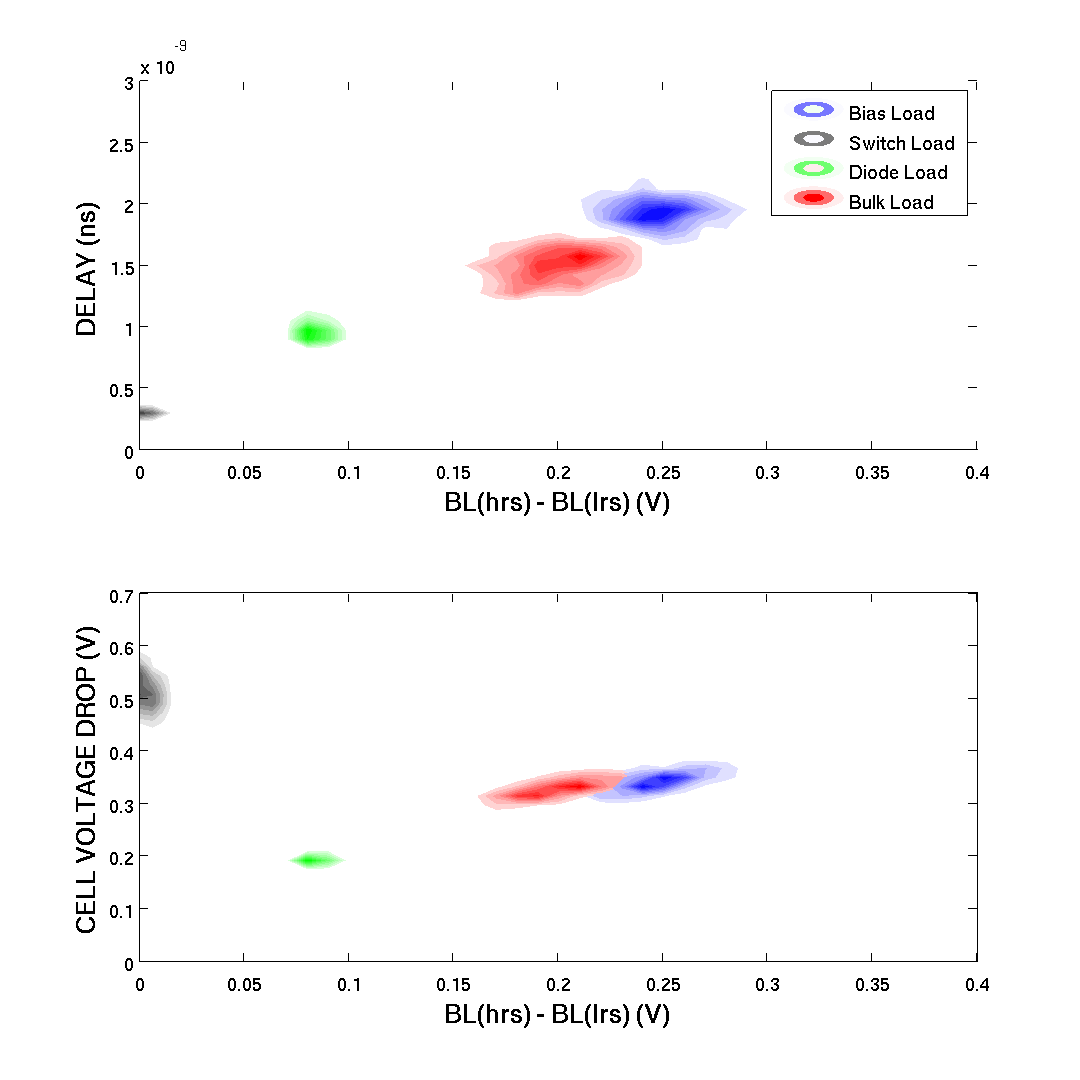 x 10^-9
3
2.5
2
1.5
1
0.5
0
DELAY (ns)
Bias Load
Switch Load
Diode Load
Bulk Load
0 0.05 0.1 0.15 0.2 0.25 0.3 0.35 0.4
BL(hrs) - BL(lrs) (V)
0.7
0.6
0.5
0.4
0.3
0.2
0.1
0
CELL VOLTAGE DROP (V)
0 0.05 0.1 0.15 0.2 0.25 0.3 0.35 0.4
BL(hrs) - BL(lrs) (V)